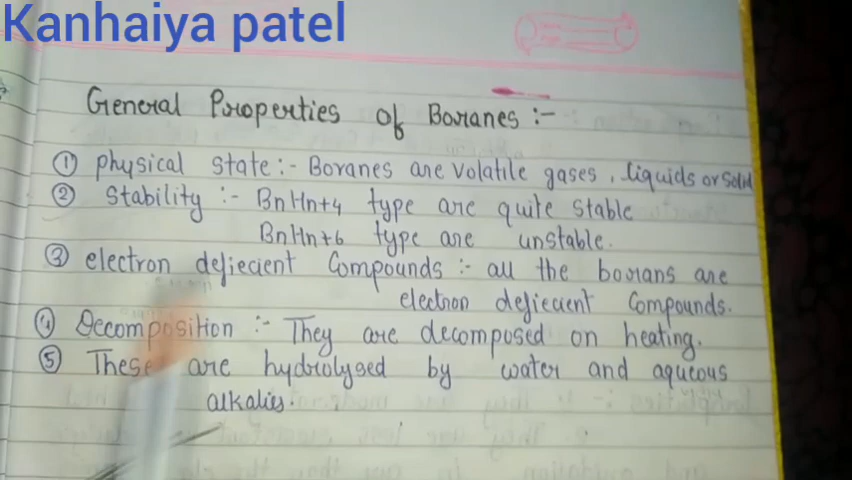 Kanhaiya patel
General Properties of Boranes :-
① physical state :- Boranes are volatile gases, liquids or solid
② stability :- BnHn+4 type are quite stable
BnHn+6 type are unstable.
③ electron defiecient Compounds :- all the borans are
electron defiecient Compounds.
④ Decomposition :- They are decomposed on heating.
⑤ These are hydrolysed by water and aqueous
alkalies.